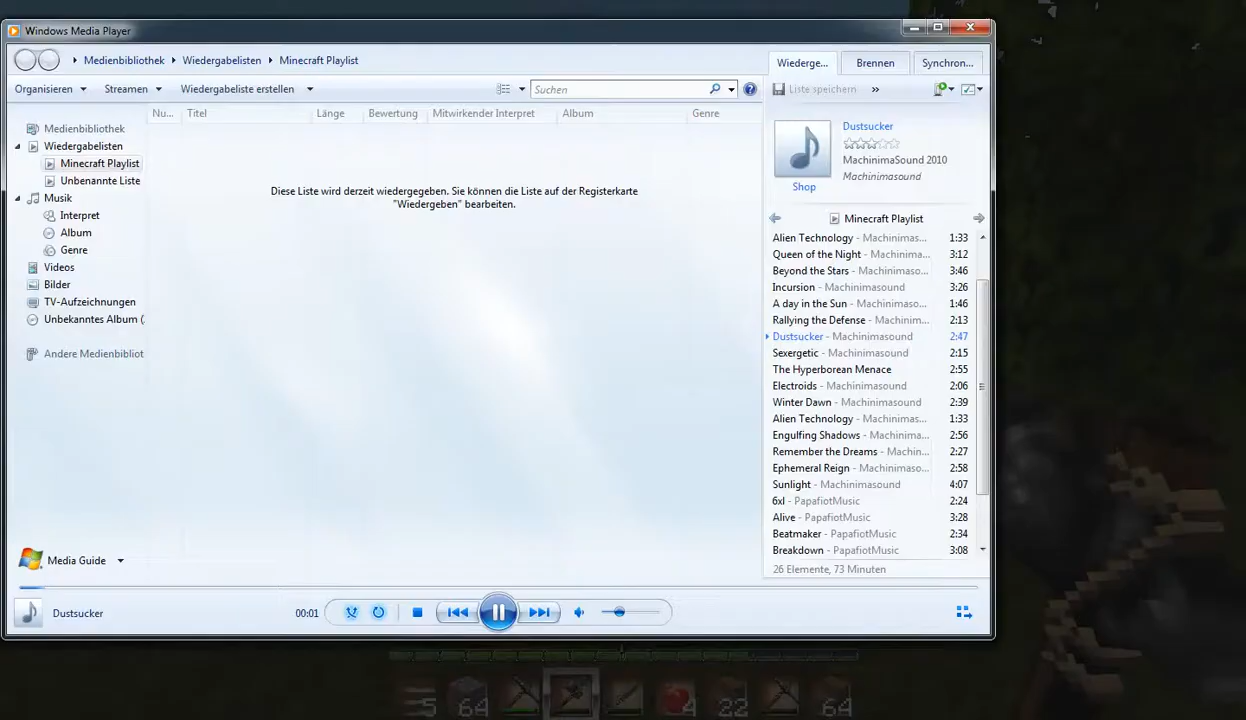 Windows Media Player
Medienbibliothek Wiedergabelisten Minecraft Playlist
Wiederge... Brennen Synchron...
Organisieren Streamen Wiedergabeliste erstellen Suchen
Liste speichern »
Nu... Titel Länge Bewertung Mitwirkender Interpret Album Genre
Medienbibliothek
Wiedergabelisten
Minecraft Playlist
Unbenannte Liste
Musik
Interpret
Album
Genre
Videos
Bilder
TV-Aufzeichnungen
Unbekanntes Album (.
Andere Medienbibliot
Diese Liste wird derzeit wiedergegeben. Sie können die Liste auf der Registerkarte
"Wiedergeben" bearbeiten.
Dustsucker
MachinimaSound 2010
Machinimasound
Shop
Minecraft Playlist
Alien Technology - Machinimas... 1:33
Queen of the Night - Machinima... 3:12
Beyond the Stars - Machinimaso... 3:46
Incursion - Machinimasound 3:26
A day in the Sun - Machinimaso... 1:46
Rallying the Defense - Machinim... 2:13
Dustsucker - Machinimasound 2:47
Sexergetic - Machinimasound 2:15
The Hyperborean Menace 2:55
Electroids - Machinimasound 2:06
Winter Dawn - Machinimasound 2:39
Alien Technology - Machinimas... 1:33
Engulfing Shadows - Machinima... 2:56
Remember the Dreams - Machin... 2:27
Ephemeral Reign - Machinimaso... 2:58
Sunlight - Machinimasound 4:07
6xl - PapafiotMusic 2:24
Alive - PapafiotMusic 3:28
Beatmaker - PapafiotMusic 2:34
Breakdown - PapafiotMusic 3:08
26 Elemente, 73 Minuten
Media Guide
Dustsucker 00:01
5 64 4 22 64